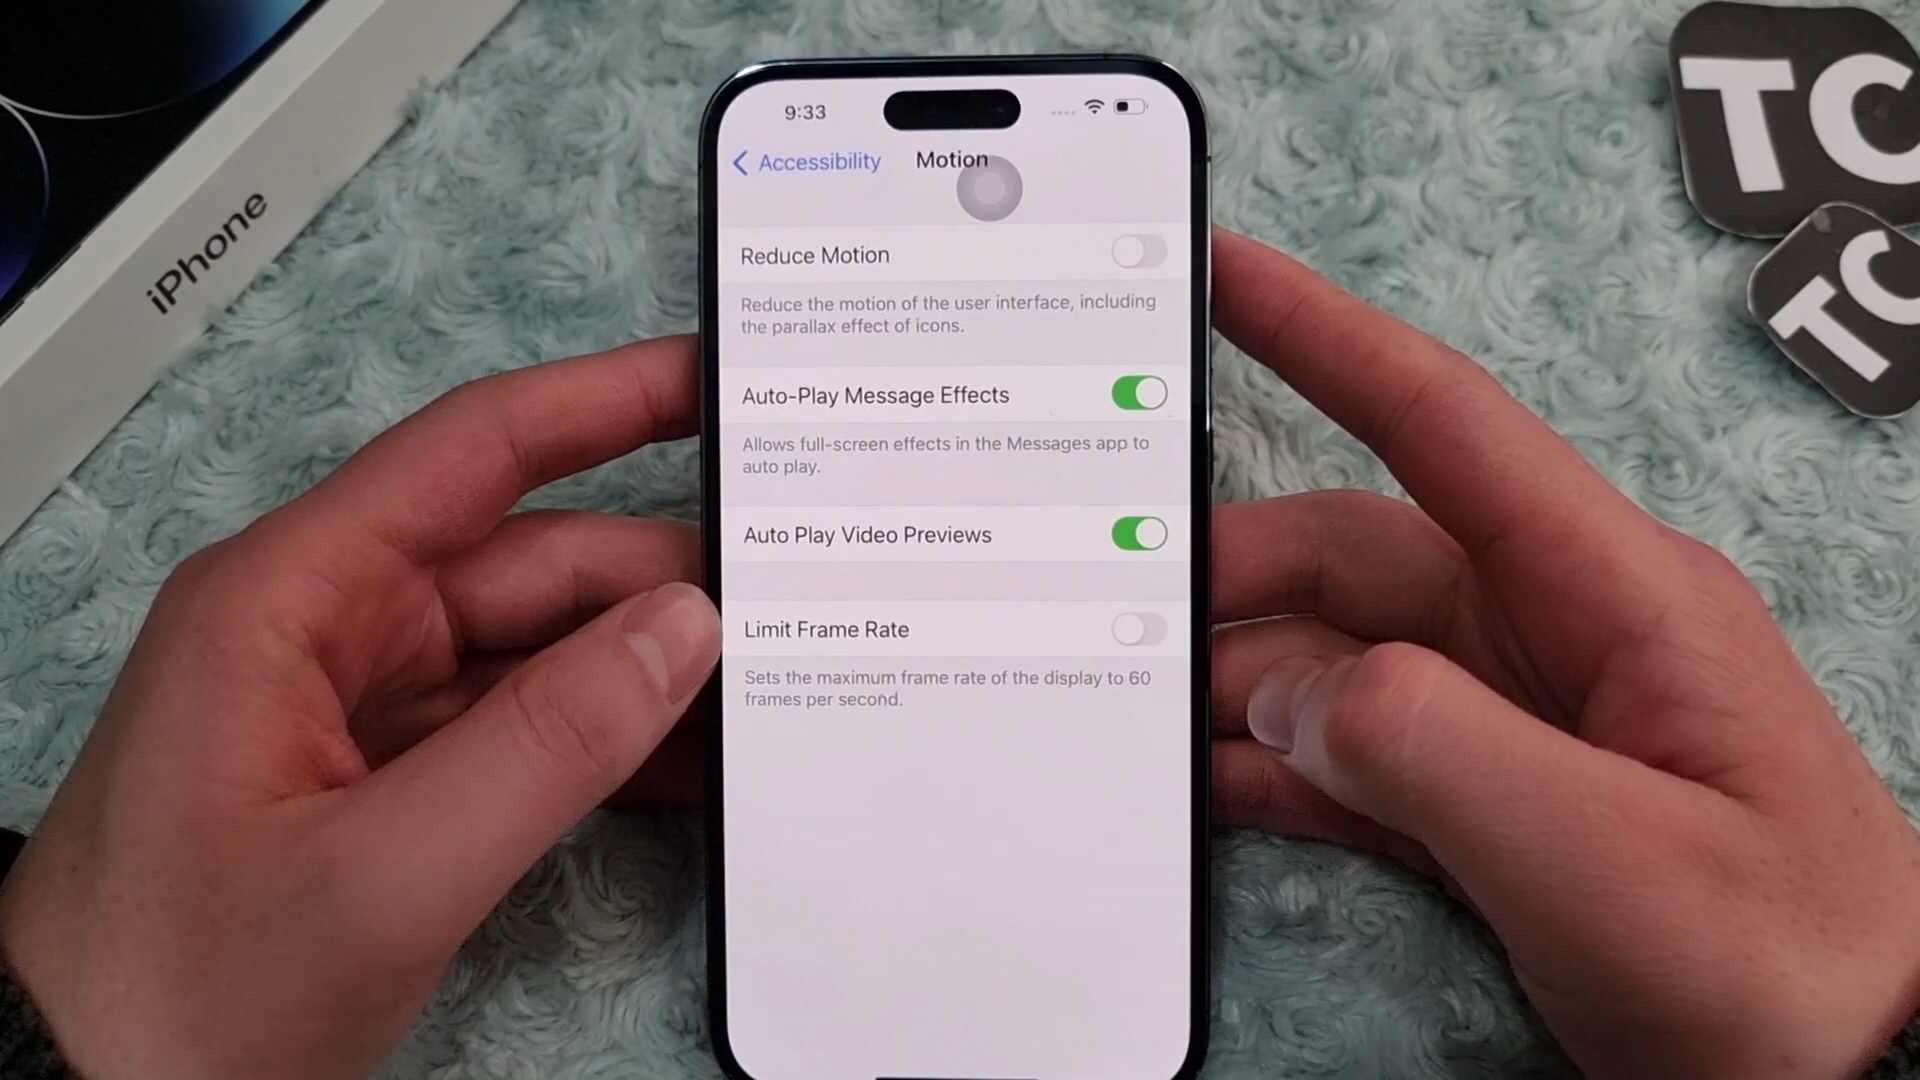 iPhone
TC
TC
9:33
Accessibility
Motion
Reduce Motion
Reduce the motion of the user interface, including
the parallax effect of icons.
Auto-Play Message Effects
Allows full-screen effects in the Messages app to
auto play.
Auto Play Video Previews
Limit Frame Rate
Sets the maximum frame rate of the display to 60
frames per second.